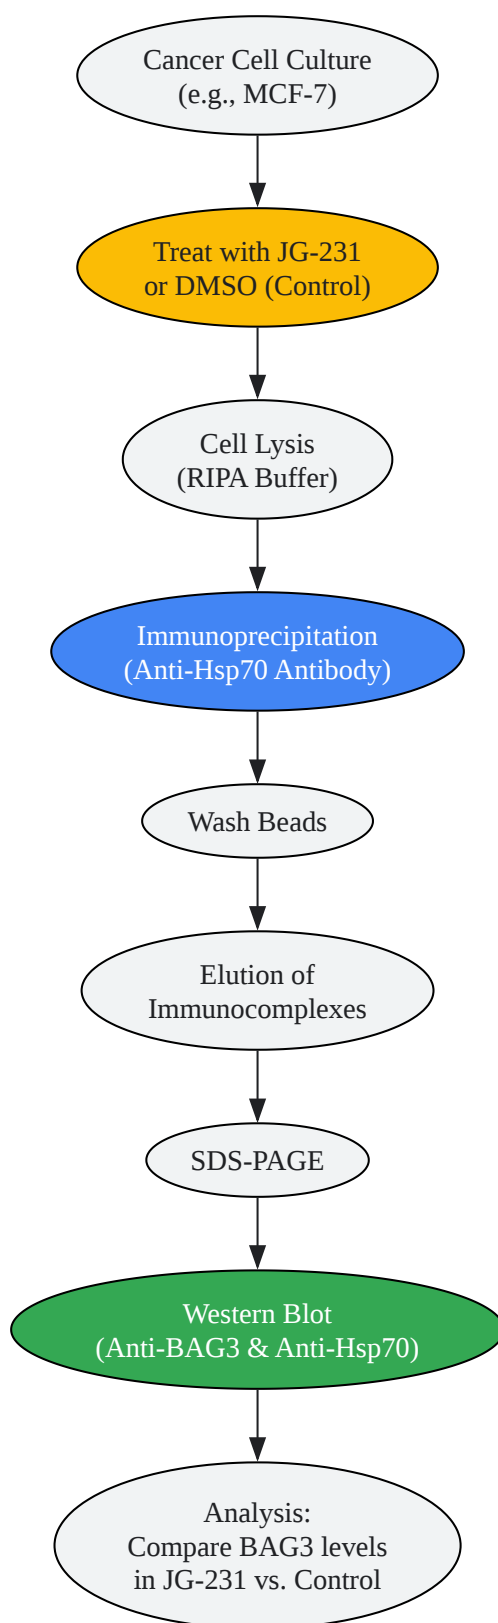 Cancer Cell Culture
(e.g., MCF-7)
Treat with JG-231
or DMSO (Control)
Cell Lysis
(RIPA Buffer)
Immunoprecipitation
(Anti-Hsp70 Antibody)
Wash Beads
Elution of
Immunocomplexes
SDS-PAGE
Western Blot
(Anti-BAG3 & Anti-Hsp70)
Analysis:
Compare BAG3 levels
in JG-231 vs. Control